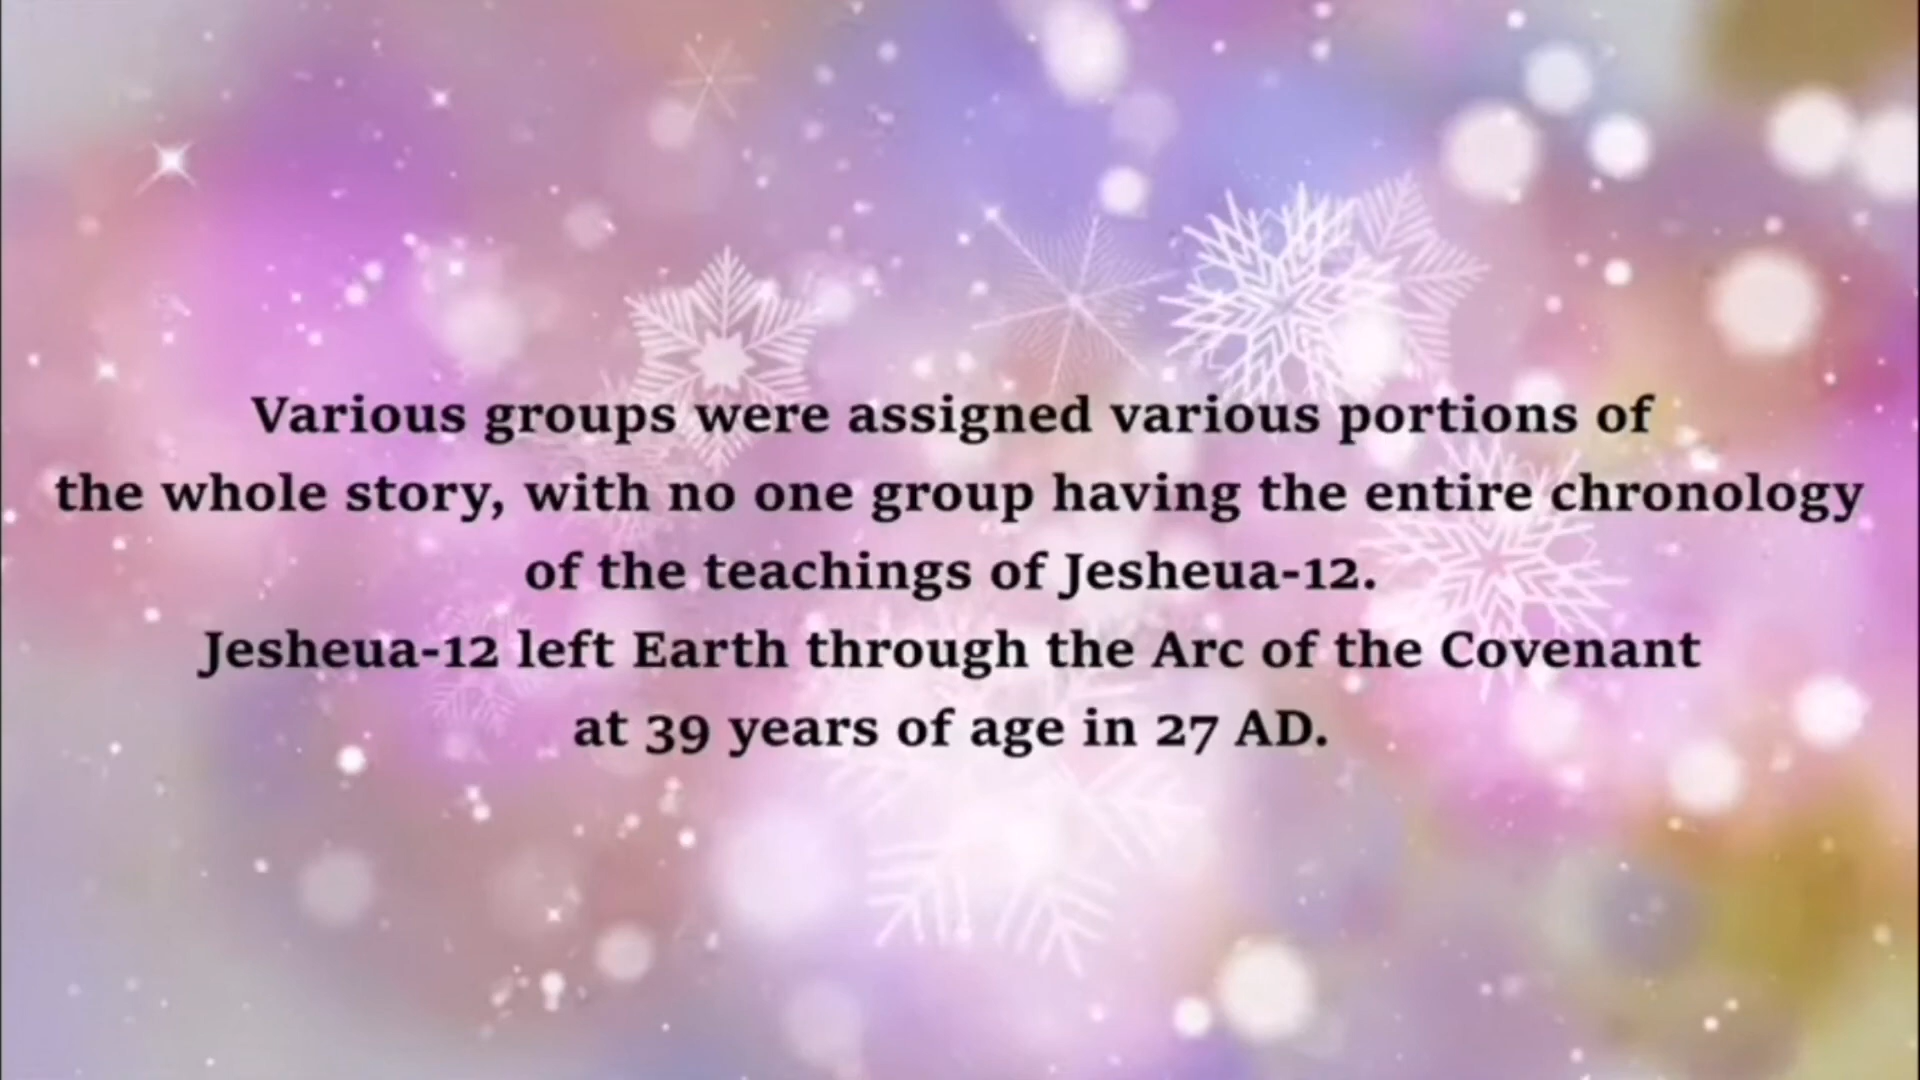 Various groups were assigned various portions of
the whole story, with no one group having the entire chronology
of the teachings of Jesheua-12.
Jesheua-12 left Earth through the Arc of the Covenant
at 39 years of age in 27 AD.